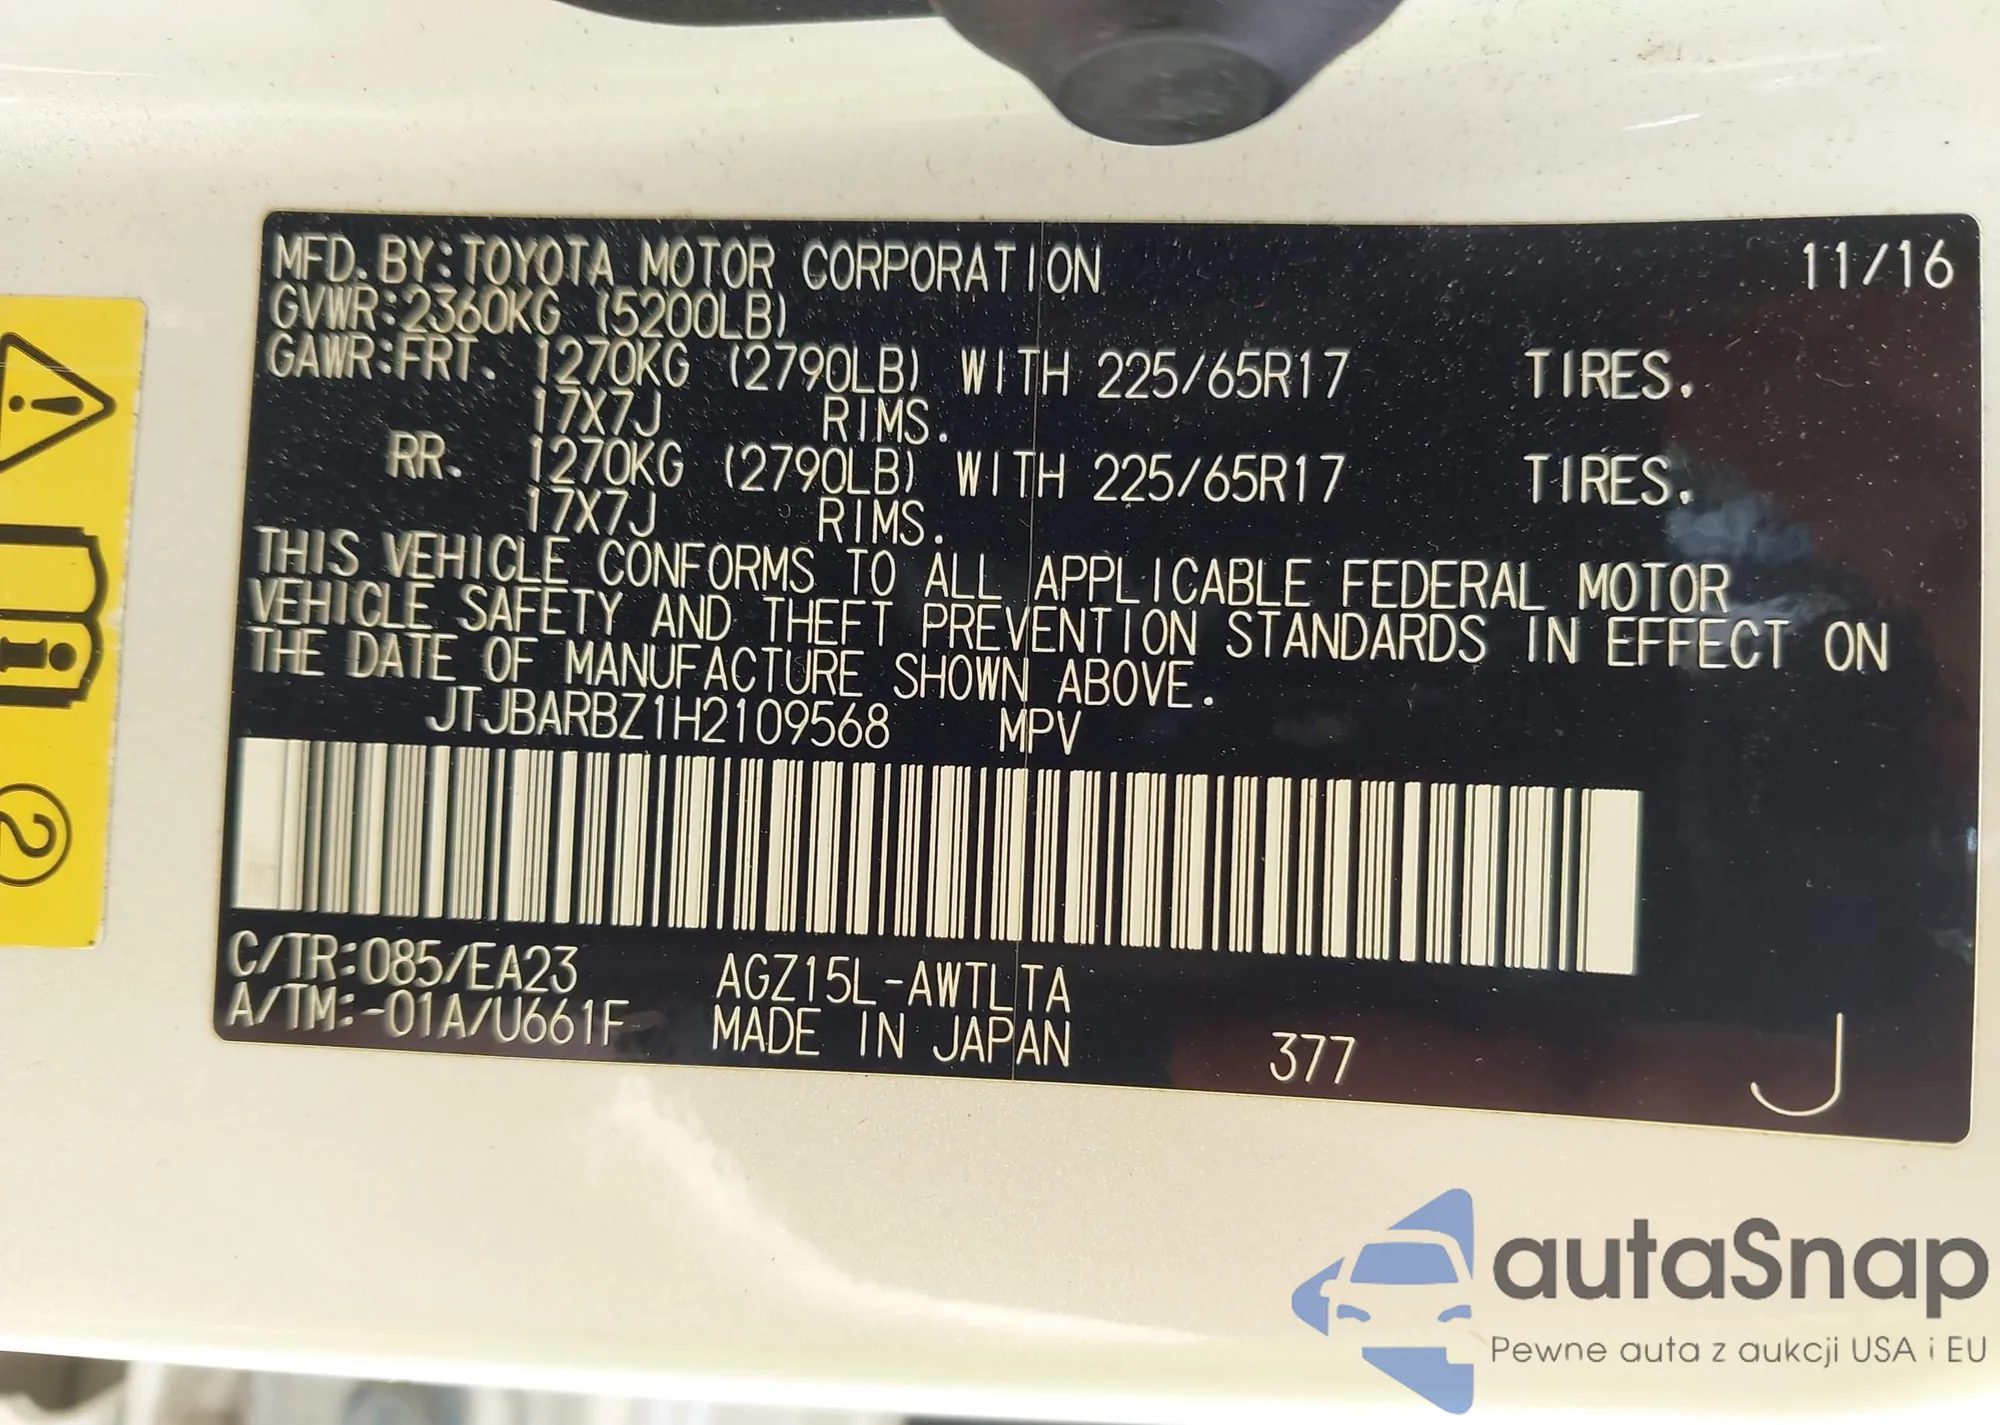 MFD. BY: TOYOTA MOTOR CORPORATION 11/16
GVWR: 2360KG (5200LB)
GAWR: FRT. 1270KG (2790LB) WITH 225/65R17 TIRES.
17X7J RIMS.
RR. 1270KG (2790LB) WITH 225/65R17 TIRES.
17X7J RIMS.
THIS VEHICLE CONFORMS TO ALL APPLICABLE FEDERAL MOTOR
VEHICLE SAFETY AND THEFT PREVENTION STANDARDS IN EFFECT ON
THE DATE OF MANUFACTURE SHOWN ABOVE.
JTJBARBZ1H2109568 MPV
C/TR: 085/EA23 AGZ15L-AWTLTA
A/TM: -01A/U661F MADE IN JAPAN 377 J
2
autaSnap
Pewne auta z aukcji USA i EU